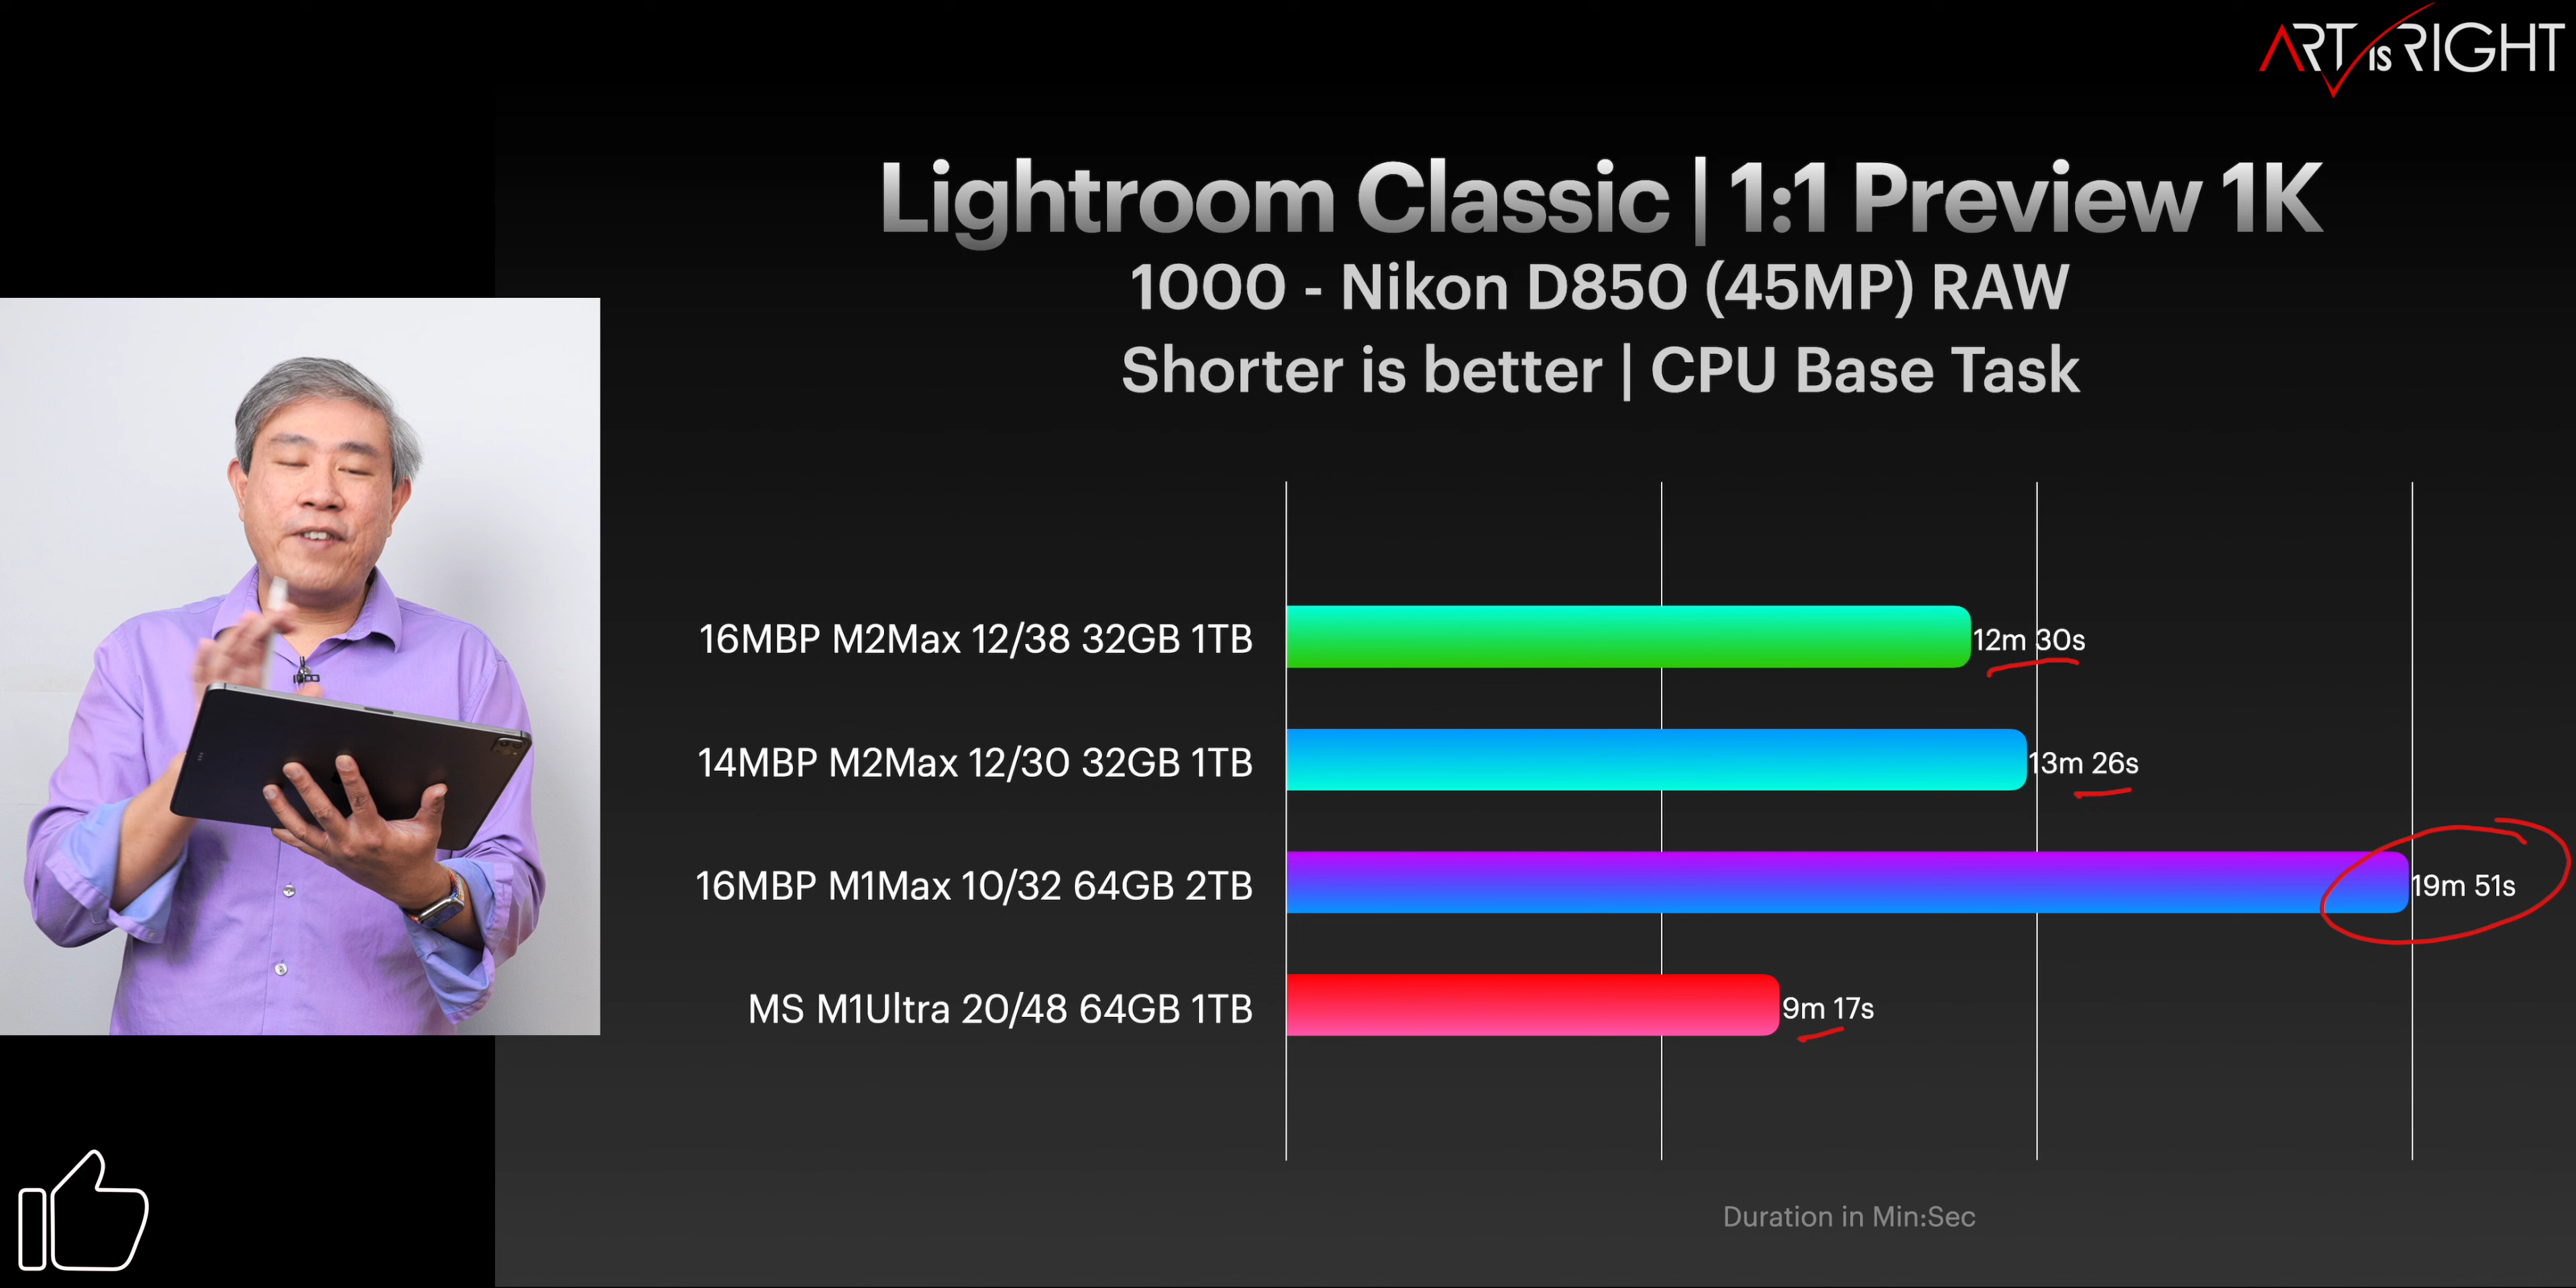 ART is RIGHT
Lightroom Classic | 1:1 Preview 1K
1000 - Nikon D850 (45MP) RAW
Shorter is better | CPU Base Task
16MBP M2Max 12/38 32GB 1TB
12m 30s
14MBP M2Max 12/30 32GB 1TB
13m 26s
16MBP M1Max 10/32 64GB 2TB
19m 51s
MS M1Ultra 20/48 64GB 1TB
9m 17s
Duration in Min:Sec